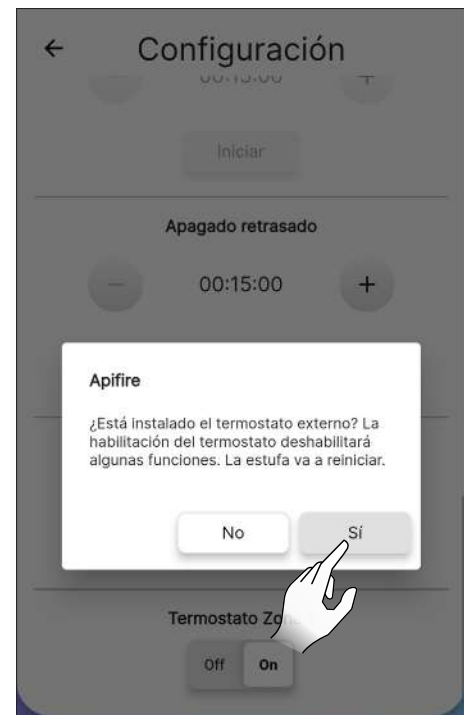 Configuración
00:15:00
Iniciar
Apagado retrasado
00:15:00
Apifire
¿Está instalado el termostato externo? La
habilitación del termostato deshabilitará
algunas funciones. La estufa va a reiniciar.
No
Sí
Termostato
Off
On